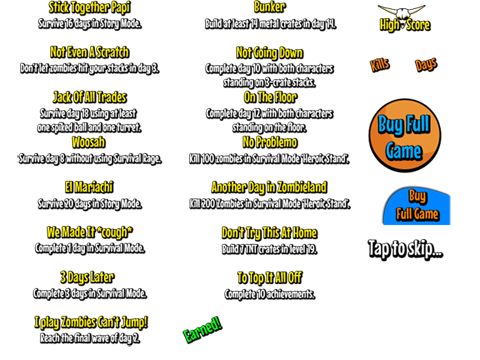 Stick Together Papi
Survive 16 days in Story Mode.
Not Even A Scratch
Don't let zombies hit your stacks in day 3.
Jack Of All Trades
Survive day 18 using at least
one spiked ball and one turret.
Woosah
Survive day 8 without using Survival Rage.
El Mariachi
Survive 20 days in Story Mode.
We Made It *cough*
Complete 1 day in Survival Mode.
3 Days Later
Complete 3 days in Survival Mode.
I play Zombies Can't Jump!
Reach the final wave of day 2.
Bunker
Build at least 14 metal crates in day 14.
Not Going Down
Complete day 10 with both characters
standing on 3-crate stacks.
On The Floor
Complete day 12 with both characters
standing on the floor.
No Problemo
Kill 100 zombies in Survival Mode 'Heroic Stand'.
Another Day in Zombieland
Kill 200 Zombies in Survival Mode 'Heroic Stand'.
Don't Try This At Home
Build 7 TNT crates in level 19.
To Top It All Off
Complete 10 achievements.
Earned!
High - Score
Kills
Days
Buy Full
Game
Buy
Full Game
Tap to skip...